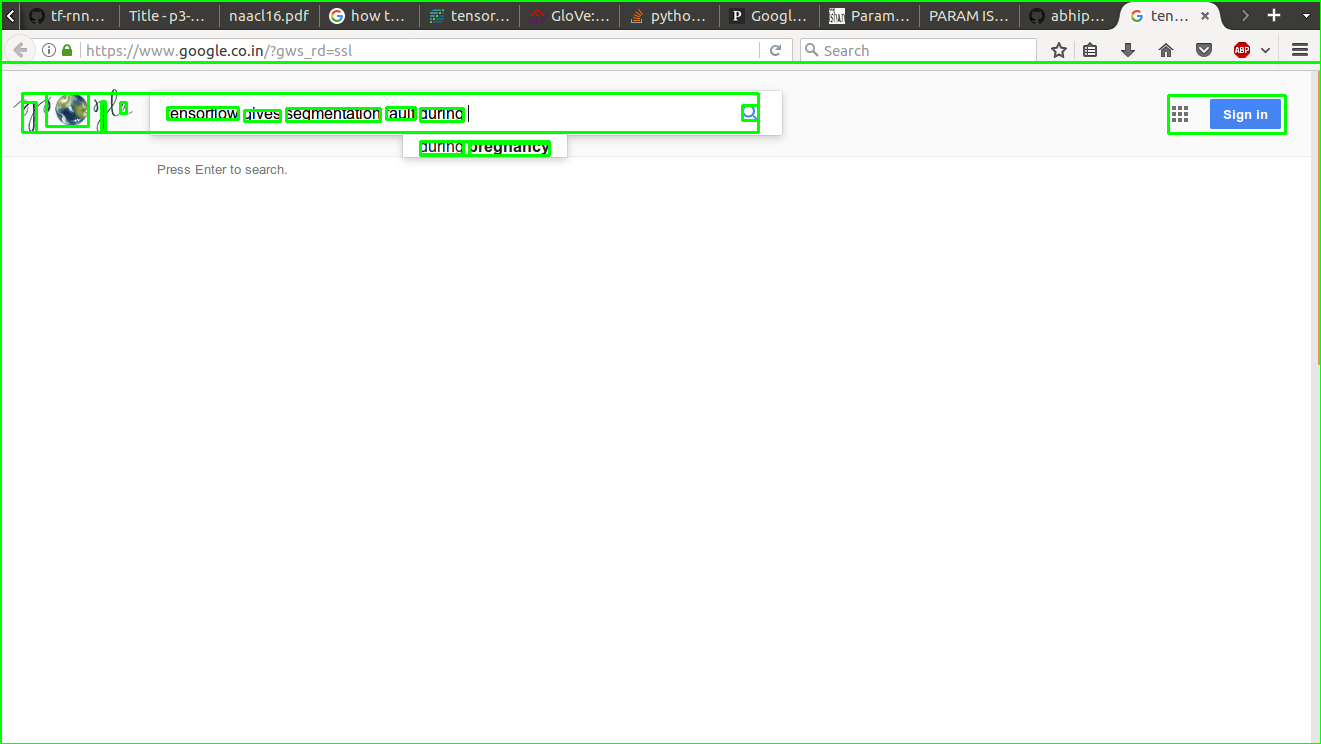 tf-rnn... Title - p3-... naacl16.pdf how t... tensor... GloVe:... pytho... Googl... Param... PARAM IS... abhip... ten...
https://www.google.co.in/?gws_rd=ssl Search ABP
tensorflow gives segmentation fault during Sign in
during pregnancy
Press Enter to search.